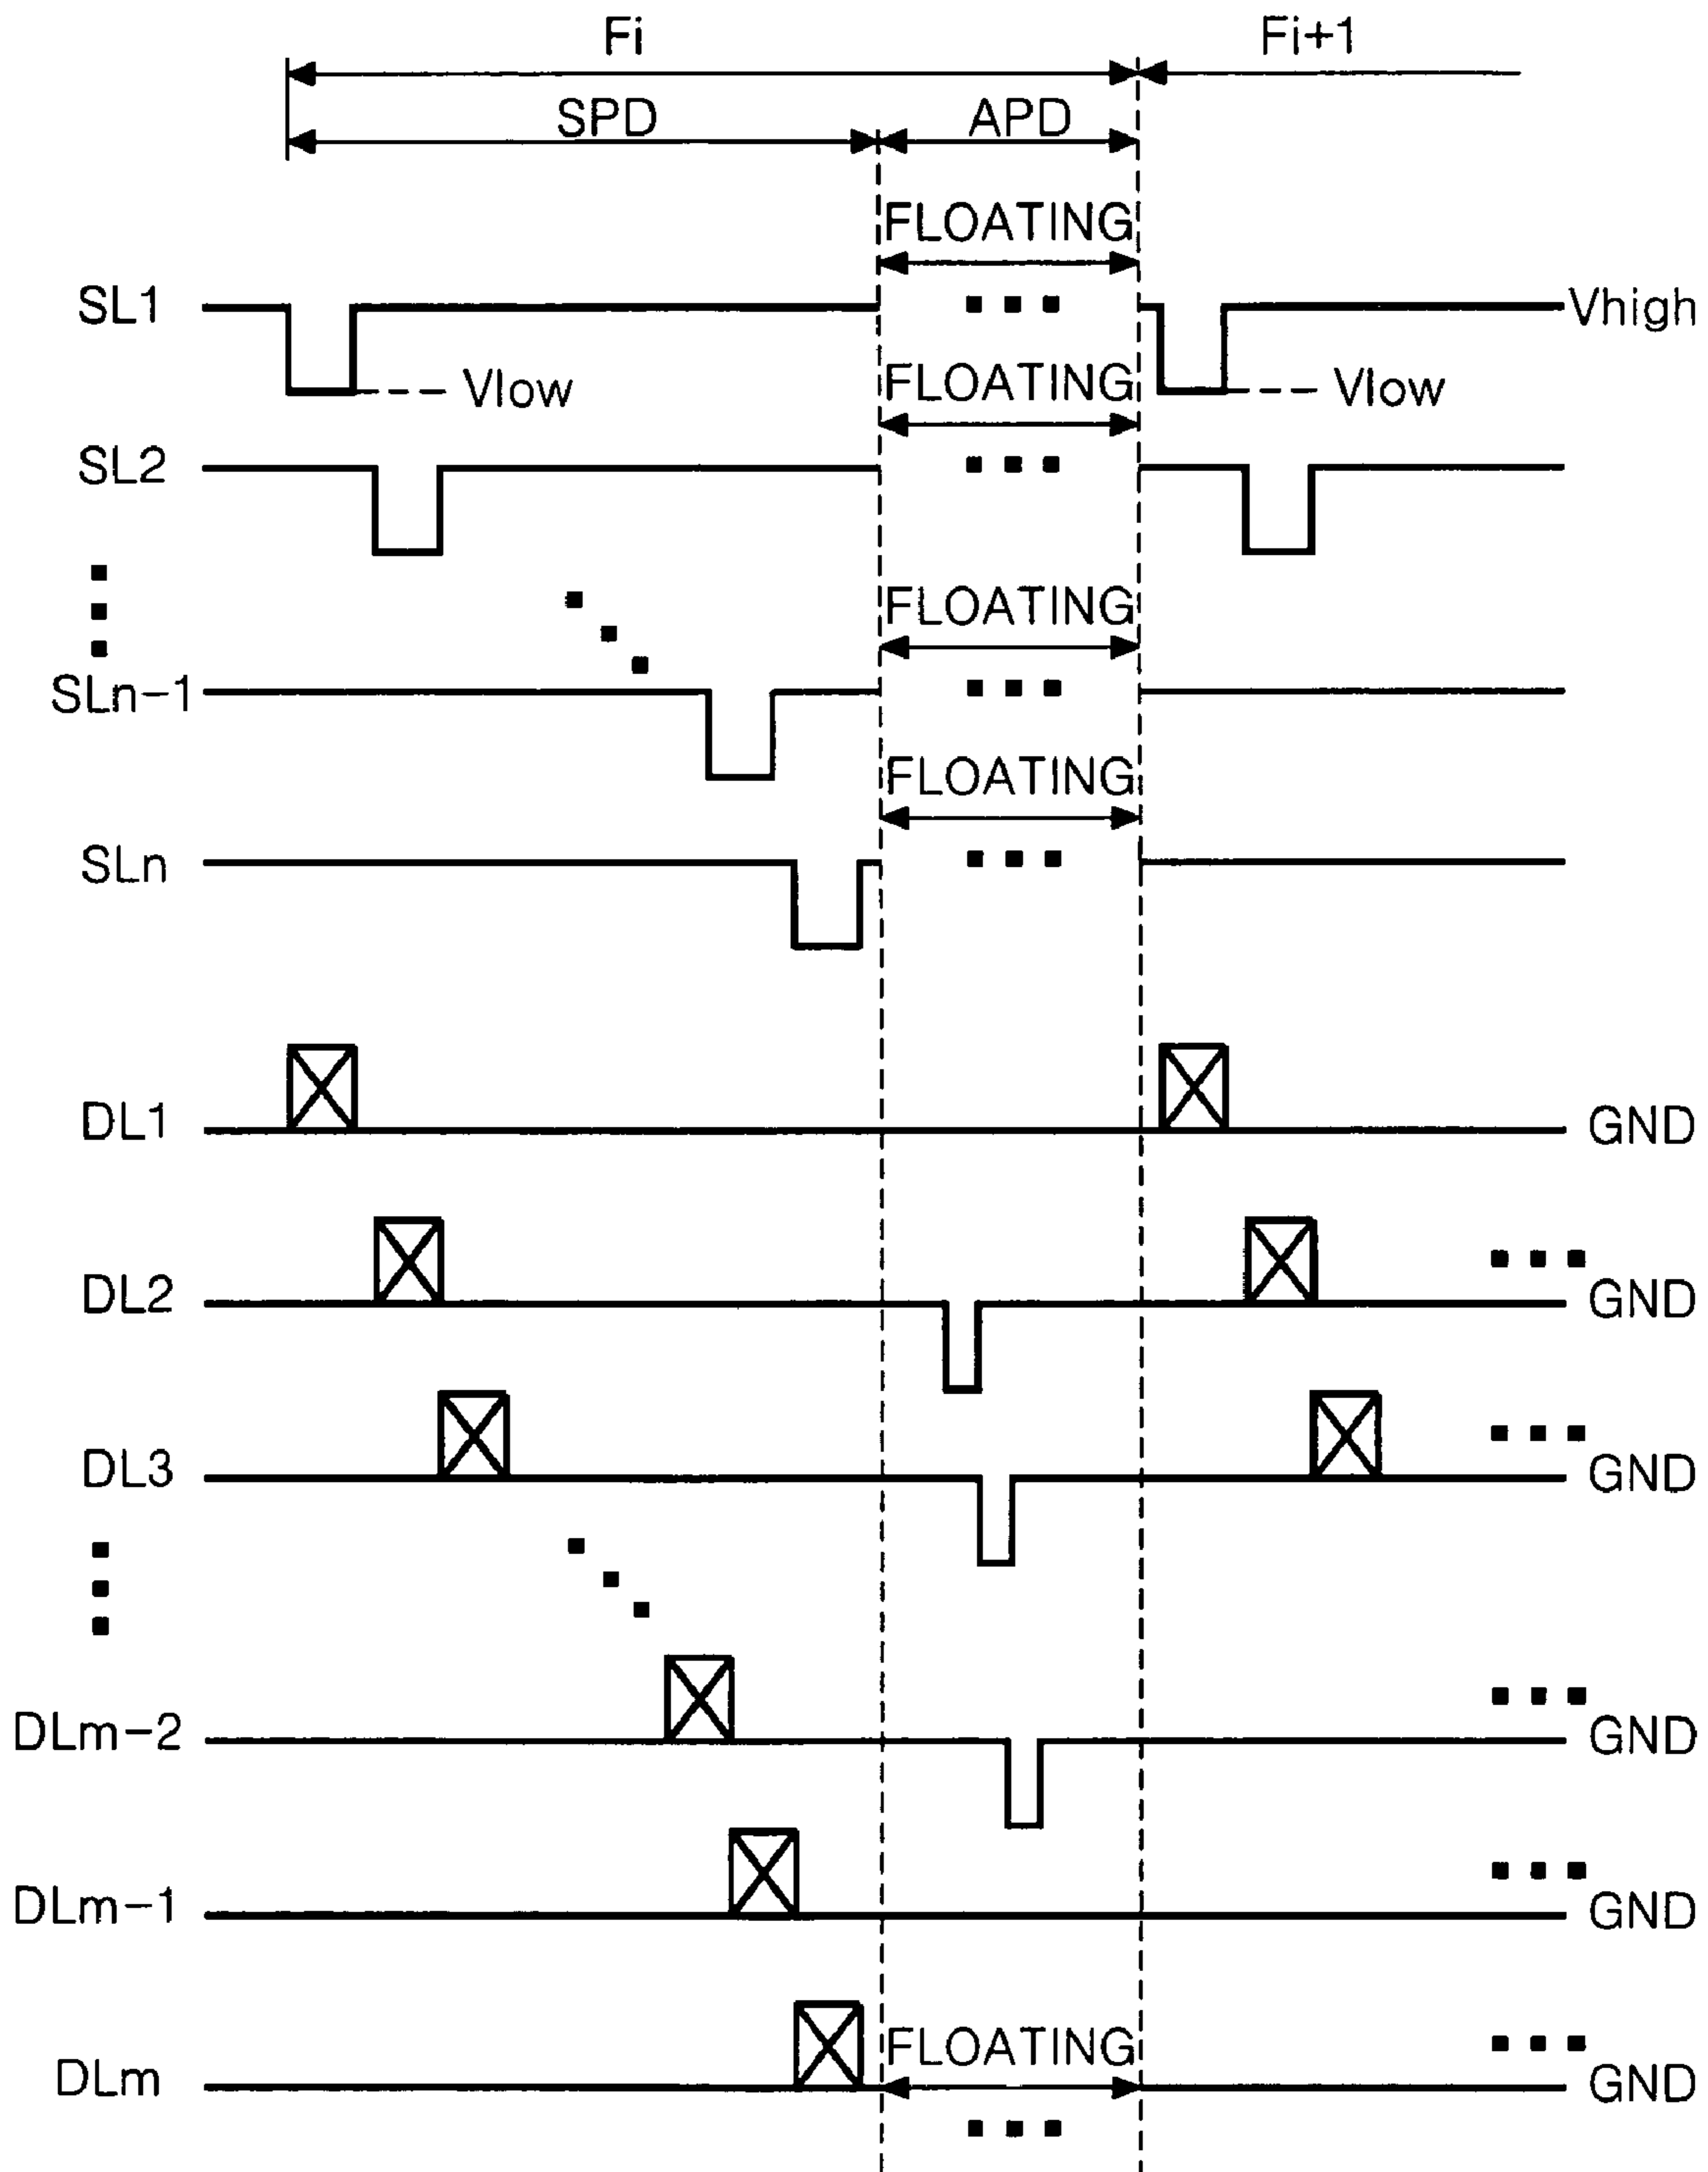 Fi Fi+1
SPD APD
FLOATING
SL1 Vhigh
FLOATING
Vlow Vlow
SL2
FLOATING
SLn-1
FLOATING
SLn
DL1 GND
DL2 GND
DL3 GND
DLm-2 GND
DLm-1 GND
FLOATING
DLm GND